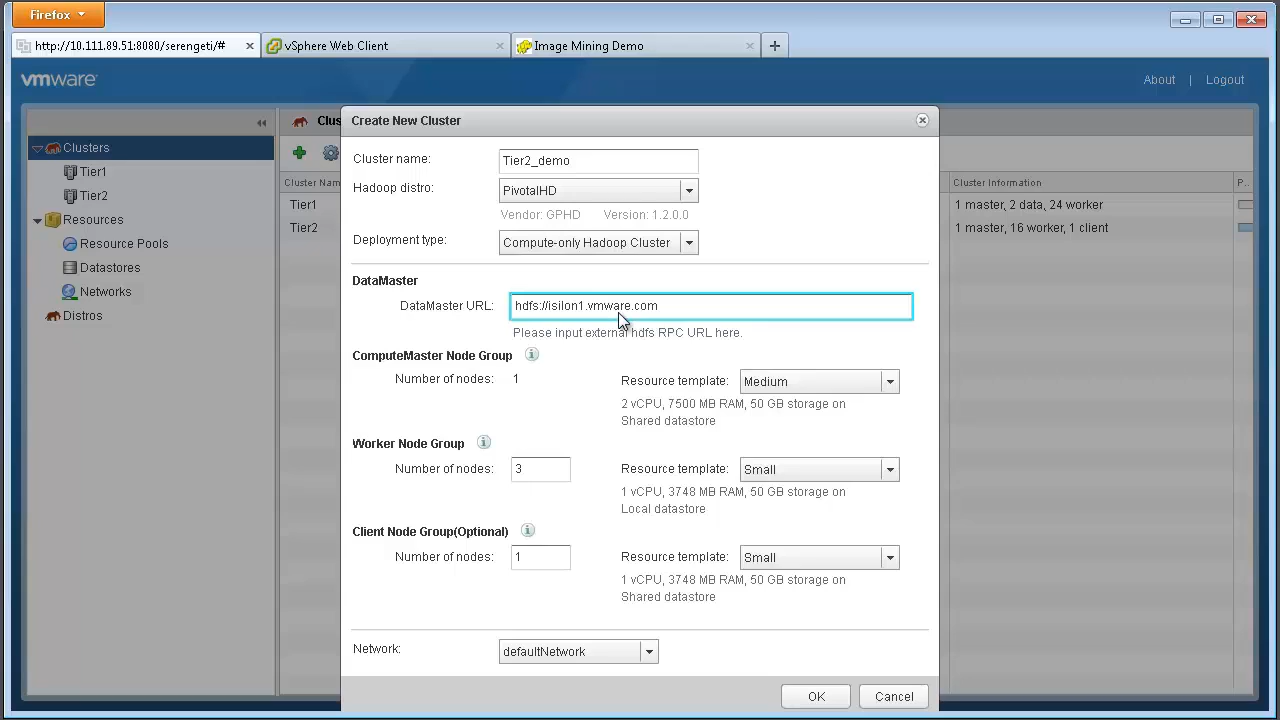 Firefox
http://10.111.89.51:8080/serengeti/#
vSphere Web Client
Image Mining Demo
vmware
About | Logout
Create New Cluster
Clusters
Tier1
Tier2
Resources
Resource Pools
Datastores
Networks
Distros
Clus
Cluster Nam
Tier1
Tier2
Cluster name:
Tier2_demo
Hadoop distro:
PivotalHD
Vendor: GPHD Version: 1.2.0.0
Deployment type:
Compute-only Hadoop Cluster
DataMaster
DataMaster URL:
hdfs://isilon1.vmware.com
Please input external hdfs RPC URL here.
ComputeMaster Node Group
Number of nodes: 1
Resource template: Medium
2 vCPU, 7500 MB RAM, 50 GB storage on
Shared datastore
Worker Node Group
Number of nodes: 3
Resource template: Small
1 vCPU, 3748 MB RAM, 50 GB storage on
Local datastore
Client Node Group(Optional)
Number of nodes: 1
Resource template: Small
1 vCPU, 3748 MB RAM, 50 GB storage on
Shared datastore
Network:
defaultNetwork
OK
Cancel
Cluster Information
P..
1 master, 2 data, 24 worker
1 master, 16 worker, 1 client